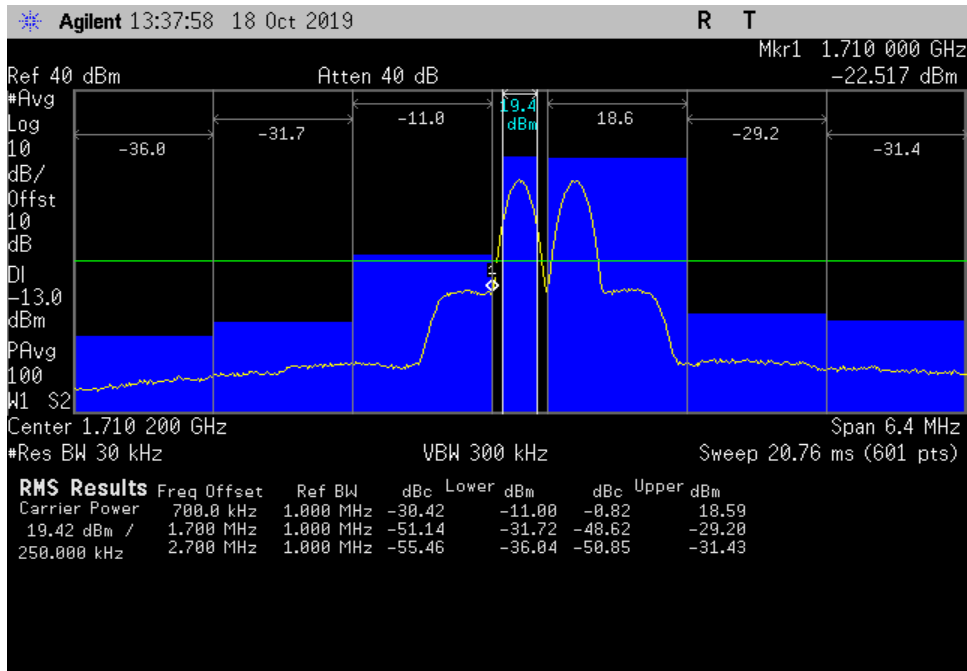 Agilent 13:37:58 18 Oct 2019 R T
Mkr1 1.710 000 GHz
Ref 40 dBm Atten 40 dB -22.517 dBm
#Avg
Log
10
dB/
Offst
10
dB
DI
-13.0
dBm
PAvg
100
W1 S2
-36.0 -31.7 -11.0 19.4 dBm 18.6 -29.2 -31.4
1
Center 1.710 200 GHz Span 6.4 MHz
#Res BW 30 kHz VBW 300 kHz Sweep 20.76 ms (601 pts)
RMS Results Freq Offset Ref BW dBc Lower dBm dBc Upper dBm
Carrier Power 700.0 kHz 1.000 MHz -30.42 -11.00 -0.82 18.59
19.42 dBm / 1.700 MHz 1.000 MHz -51.14 -31.72 -48.62 -29.20
250.000 kHz 2.700 MHz 1.000 MHz -55.46 -36.04 -50.85 -31.43